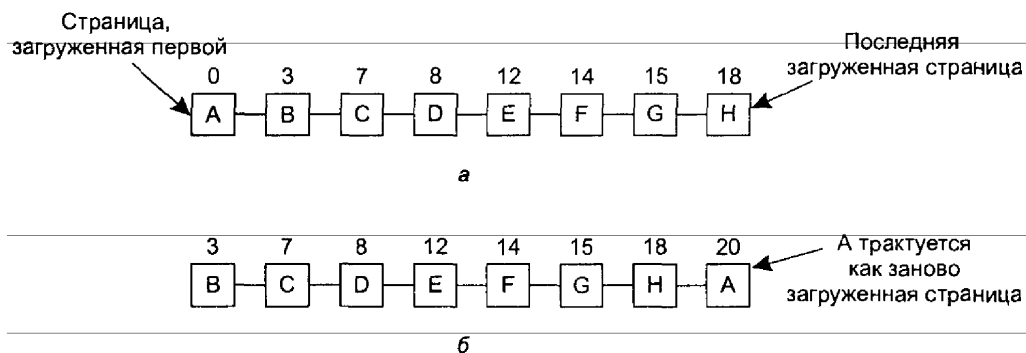 Страница,
загруженная первой
Последняя
загруженная страница
0 3 7 8 12 14 15 18
A B C D E F G H
а
3 7 8 12 14 15 18 20
B C D E F G H A
А трактуется
как заново
загруженная страница
б